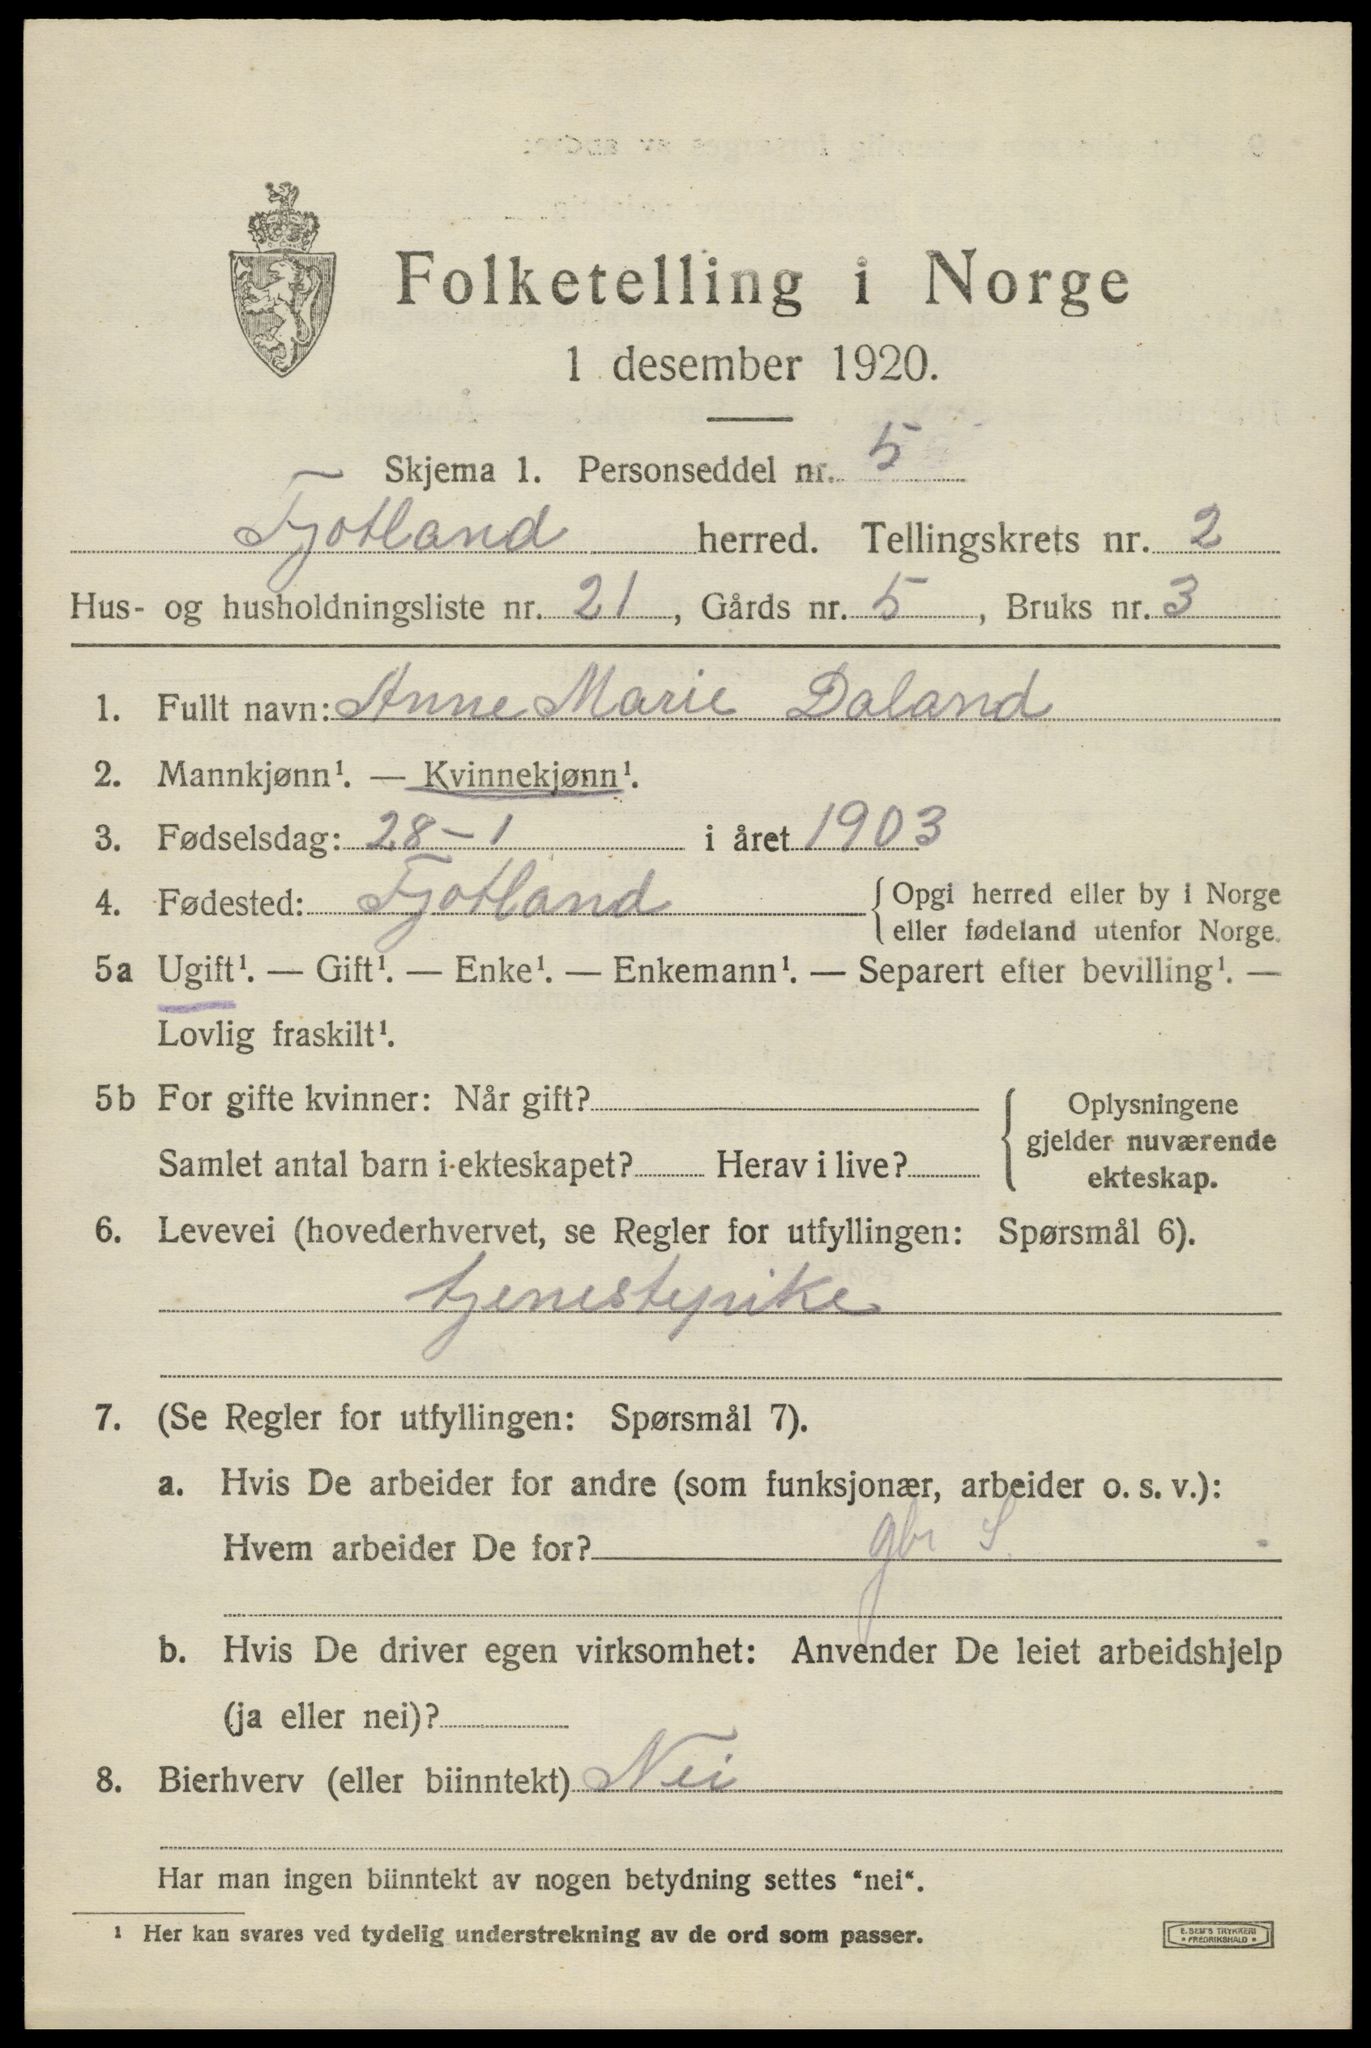 Folketelling i Norge
1 desember 1920.
Skjema 1. Personseddel nr. 5
Fjotland herred. Tellingskrets nr. 2
Hus- og husholdningsliste nr. 21, Gårds nr. 5, Bruks nr. 3
1. Fullt navn: Anne Marie Daland
2. Mannkjønn¹. — Kvinnekjønn¹.
3. Fødselsdag: 28-1 i året 1903
4. Fødested: Fjotland { Opgi herred eller by i Norge
eller fødeland utenfor Norge.
5a Ugift¹. — Gift¹. — Enke¹. — Enkemann¹. — Separert efter bevilling¹. —
Lovlig fraskilt¹.
5b For gifte kvinner: Når gift? { Oplysningene
gjelder nuværende
Samlet antal barn i ekteskapet? Herav i live?
ekteskap.
6. Levevei (hovederhvervet, se Regler for utfyllingen: Spørsmål 6).
tjenestepike
7. (Se Regler for utfyllingen: Spørsmål 7).
a. Hvis De arbeider for andre (som funksjonær, arbeider o. s. v.):
Hvem arbeider De for? gbr S.
b. Hvis De driver egen virksomhet: Anvender De leiet arbeidshjelp
(ja eller nei)?
8. Bierhverv (eller biinntekt) Nei
Har man ingen biinntekt av nogen betydning settes "nei".
¹ Her kan svares ved tydelig understrekning av de ord som passer.
E. SEM'S TRYKKERI
* FREDRIKSHALD *